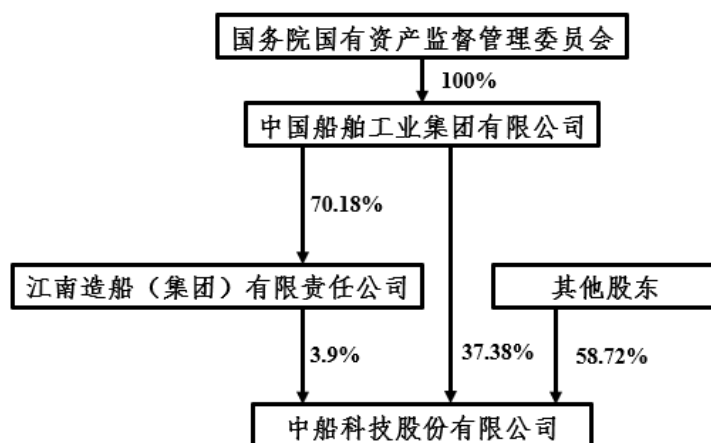 国务院国有资产监督管理委员会
100%
中国船舶工业集团有限公司
70.18%
江南造船（集团）有限责任公司
其他股东
3.9%
37.38%
58.72%
中船科技股份有限公司